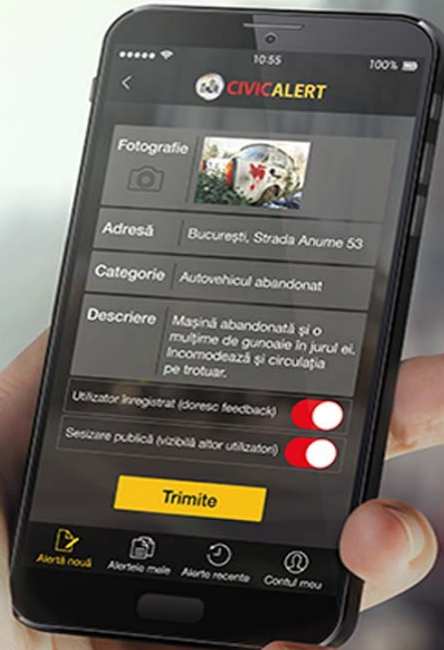 10:55
100%
CIVICALERT
Fotografie
Adresă
București, Strada Anume 53
Categorie
Autovehicul abandonat
Descriere
Mașină abandonată și o
mulțime de gunoaie în jurul ei.
Incomodează și circulația
pe trotuar.
Utilizator înregistrat (doresc feedback)
Sesizare publică (vizibilă altor utilizatori)
Trimite
Alertă nouă
Alertele mele
Alerte recente
Contul meu